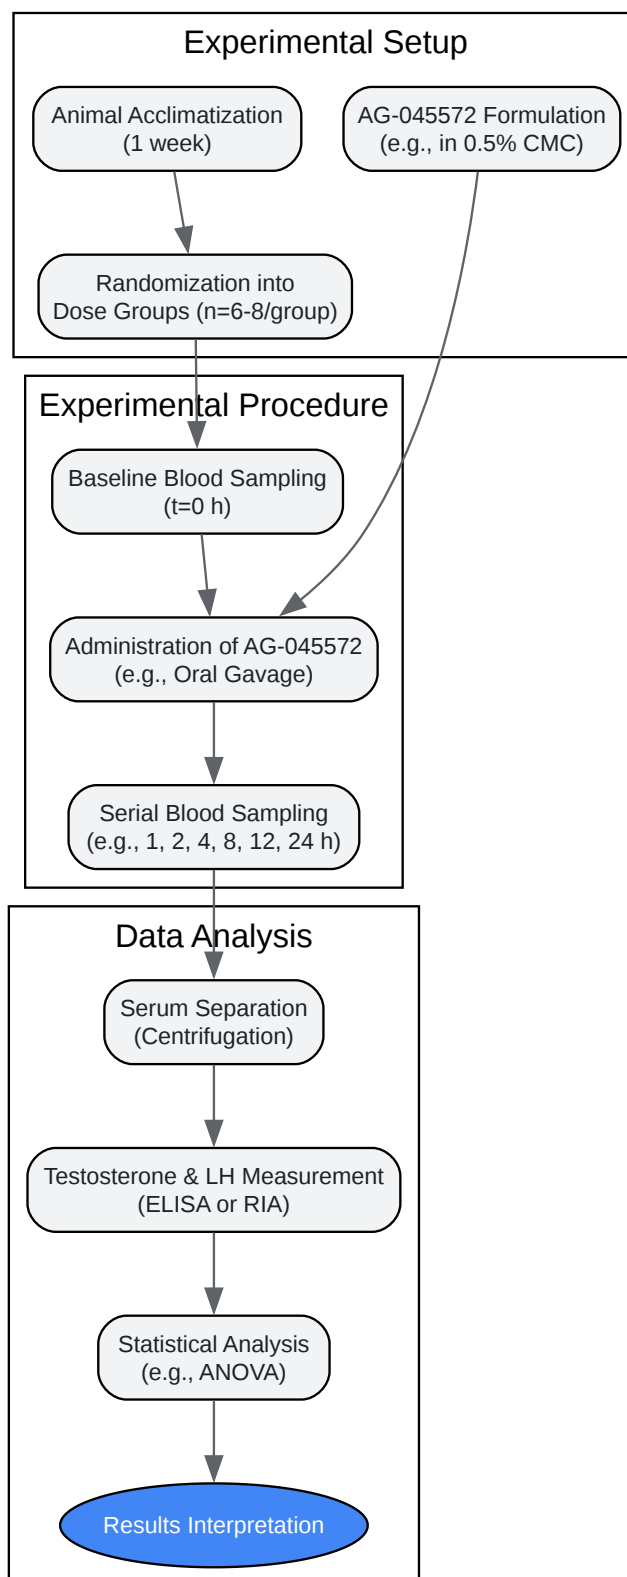 Experimental Setup
Animal Acclimatization
(1 week)
AG-045572 Formulation
(e.g., in 0.5% CMC)
Randomization into
Dose Groups (n=6-8/group)
Experimental Procedure
Baseline Blood Sampling
(t=0 h)
Administration of AG-045572
(e.g., Oral Gavage)
Serial Blood Sampling
(e.g., 1, 2, 4, 8, 12, 24 h)
Data Analysis
Serum Separation
(Centrifugation)
Testosterone & LH Measurement
(ELISA or RIA)
Statistical Analysis
(e.g., ANOVA)
Results Interpretation